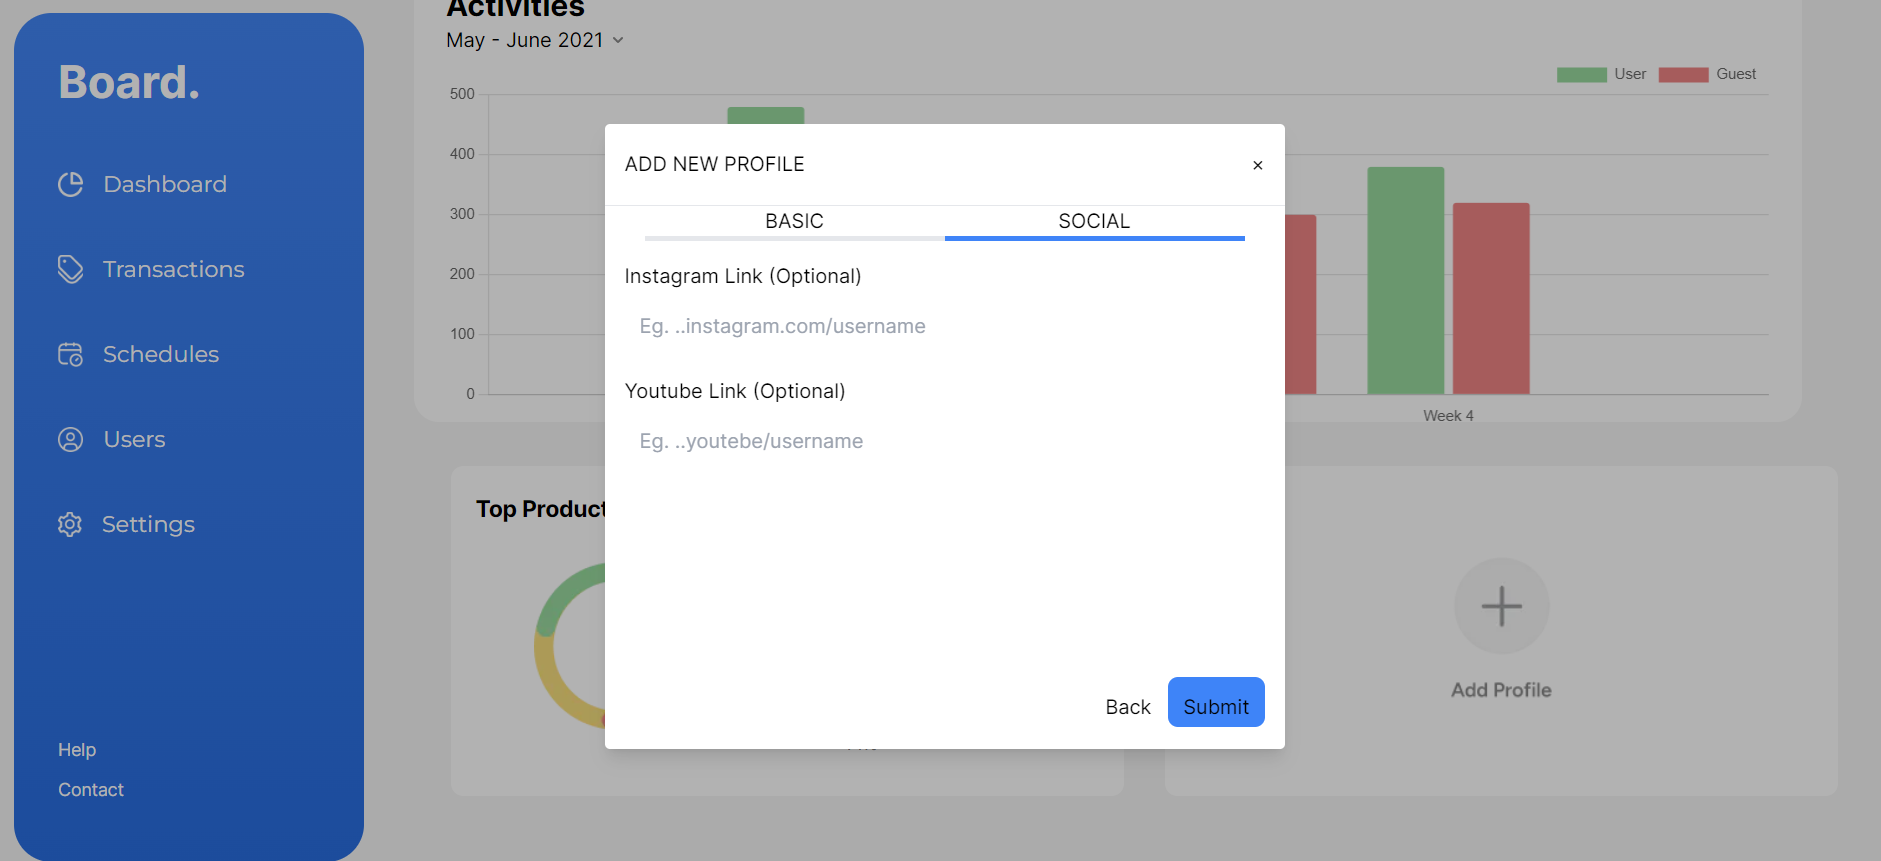 Board.
Dashboard
Transactions
Schedules
Users
Settings
Help
Contact
Activities
May - June 2021
User Guest
500
400
300
200
100
0
Week 4
ADD NEW PROFILE
×
BASIC SOCIAL
Instagram Link (Optional)
Eg. ..instagram.com/username
Youtube Link (Optional)
Eg. ..youtebe/username
Back Submit
Top Product
Add Profile